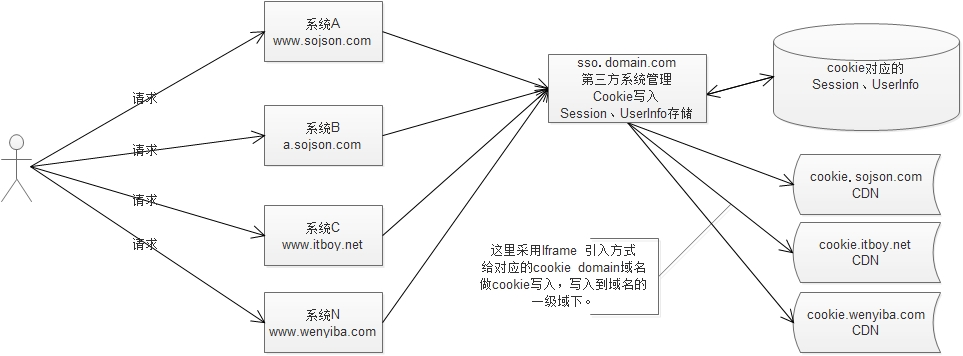 系统A
www.sojson.com
请求
系统B
a.sojson.com
请求
系统C
www.itboy.net
请求
系统N
www.wenyiba.com
请求
sso.domain.com
第三方系统管理
Cookie写入
Session、UserInfo存储
cookie对应的
Session、UserInfo
cookie.sojson.com
CDN
cookie.itboy.net
CDN
cookie.wenyiba.com
CDN
这里采用Iframe 引入方式
给对应的cookie domain域名
做cookie写入，写入到域名的
一级域下。